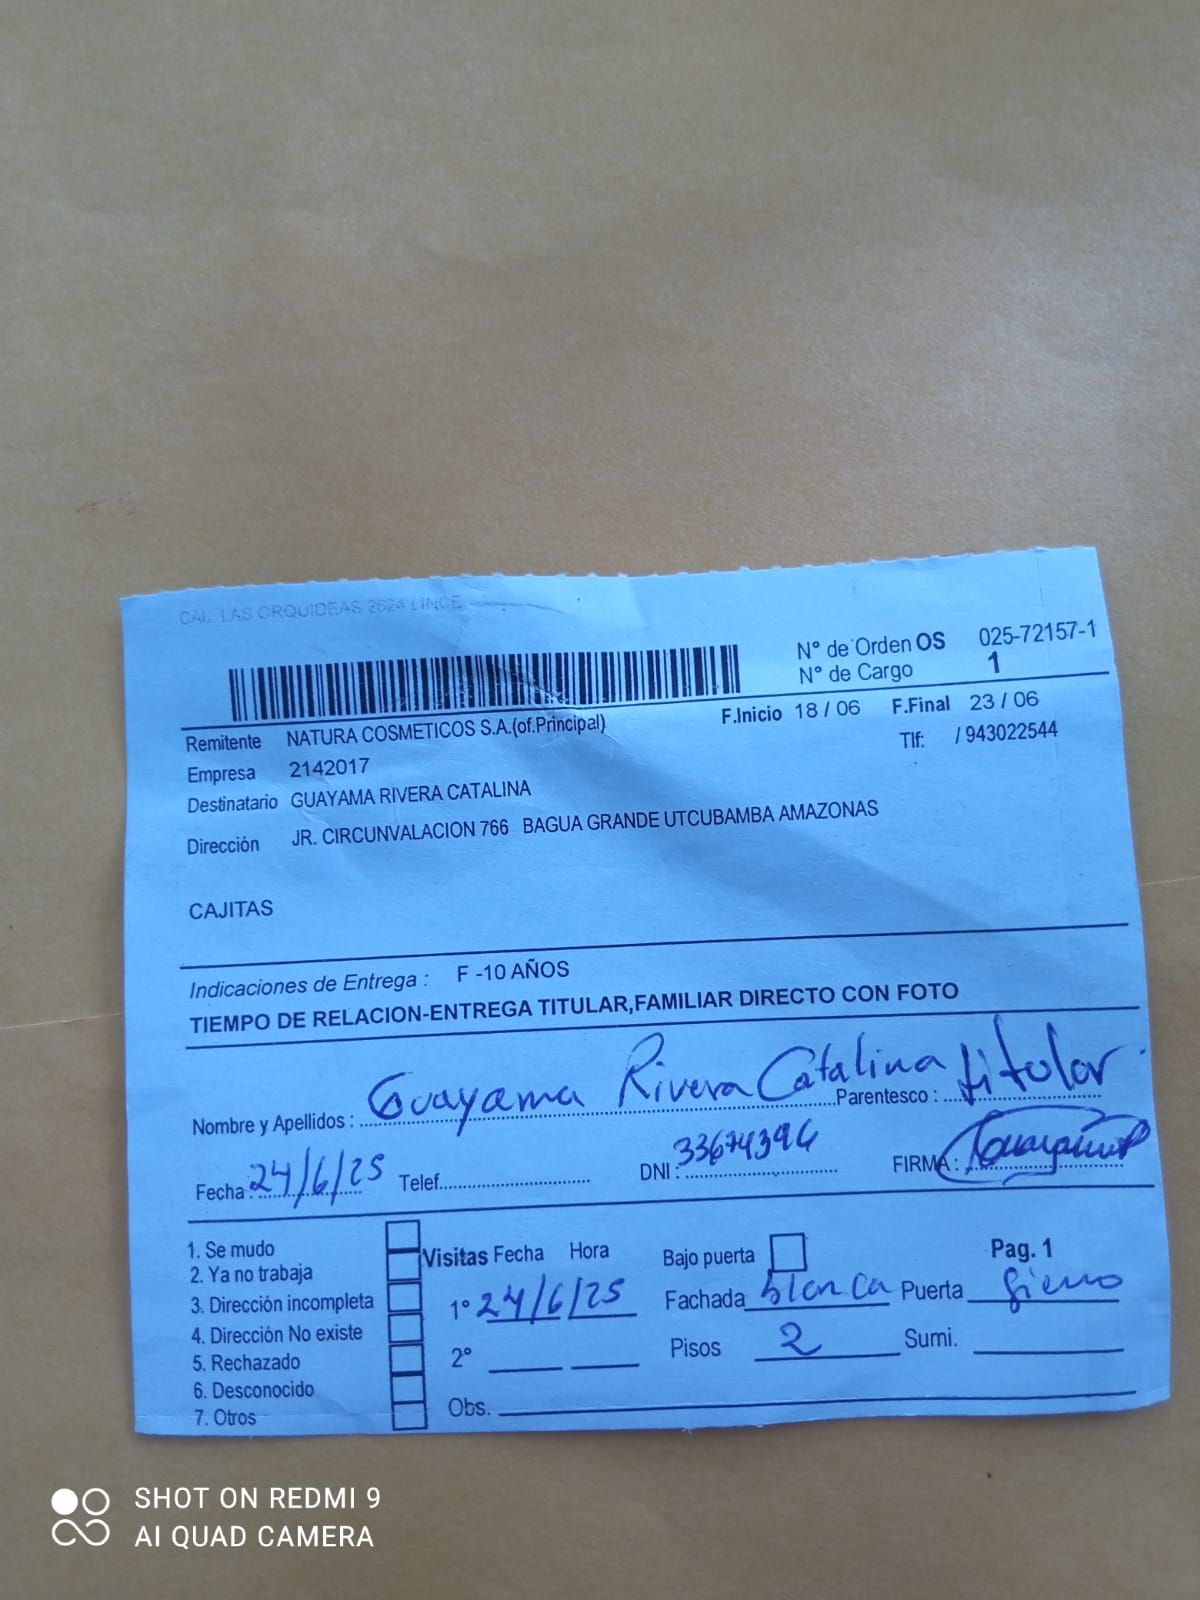 CAL. LAS ORQUIDEAS 2624 LINCE
N° de Orden OS 025-72157-1
N° de Cargo 1
Remitente NATURA COSMETICOS S.A.(of.Principal) F.Inicio 18 / 06 F.Final 23 / 06
Empresa 2142017 Tlf: / 943022544
Destinatario GUAYAMA RIVERA CATALINA
Dirección JR. CIRCUNVALACION 766 BAGUA GRANDE UTCUBAMBA AMAZONAS
CAJITAS
Indicaciones de Entrega : F -10 AÑOS
TIEMPO DE RELACION-ENTREGA TITULAR,FAMILIAR DIRECTO CON FOTO
Nombre y Apellidos : Guayama Rivera Catalina Parentesco : titular
Fecha : 24/6/25 Telef. DNI : FIRMA :
1. Se mudo
2. Ya no trabaja
3. Dirección incompleta
4. Dirección No existe
5. Rechazado
6. Desconocido
7. Otros
Visitas Fecha Hora Bajo puerta Pag. 1
1° 24/6/25 Fachada blanca Puerta fierro
2° Pisos 2 Sumi.
Obs.
SHOT ON REDMI 9
AI QUAD CAMERA